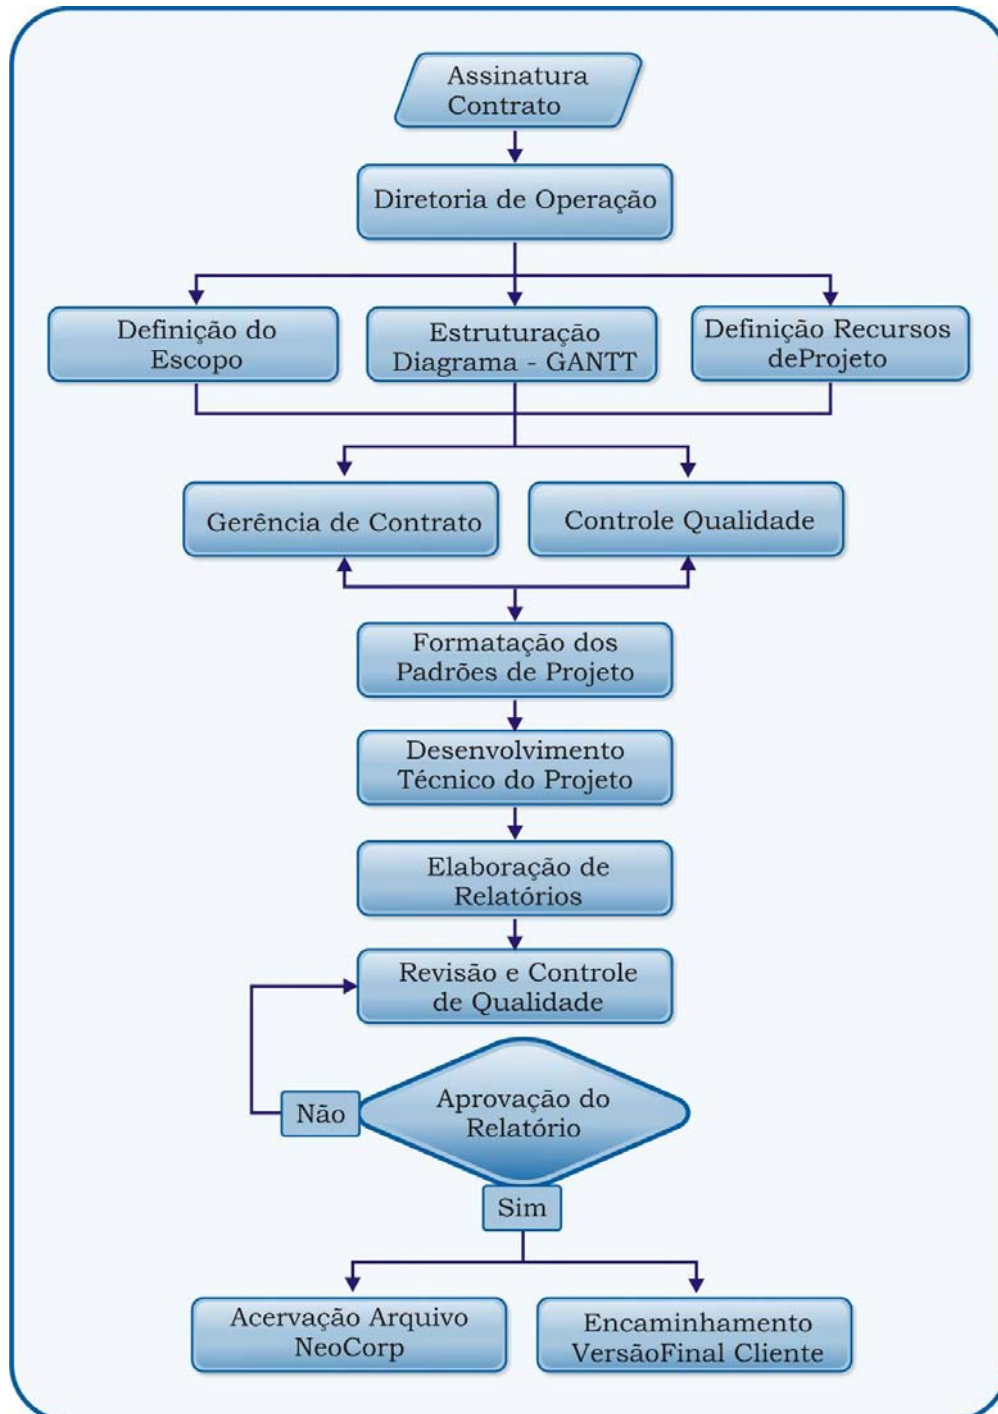 Assinatura
Contrato
Diretoria de Operação
Definição do
Escopo
Estruturação
Diagrama - GANTT
Definição Recursos
deProjeto
Gerência de Contrato
Controle Qualidade
Formatação dos
Padrões de Projeto
Desenvolvimento
Técnico do Projeto
Elaboração de
Relatórios
Revisão e Controle
de Qualidade
Aprovação do
Relatório
Não
Sim
Acervação Arquivo
NeoCorp
Encaminhamento
VersãoFinal Cliente